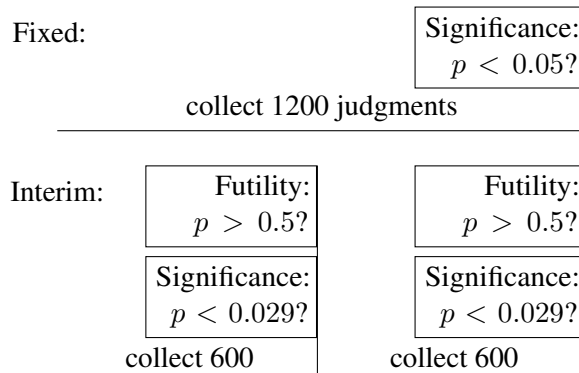 Fixed:
Significance:
p < 0.05?
collect 1200 judgments
Interim:
Futility:
p > 0.5?
Futility:
p > 0.5?
Significance:
p < 0.029?
Significance:
p < 0.029?
collect 600
collect 600